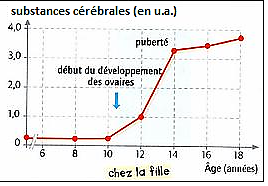 substances cérébrales (en u.a.)
4,0
puberté
3,0
début du développement
des ovaires
2,0
1,0
0
6 8 10 12 14 16 18
Âge (années)
chez la fille